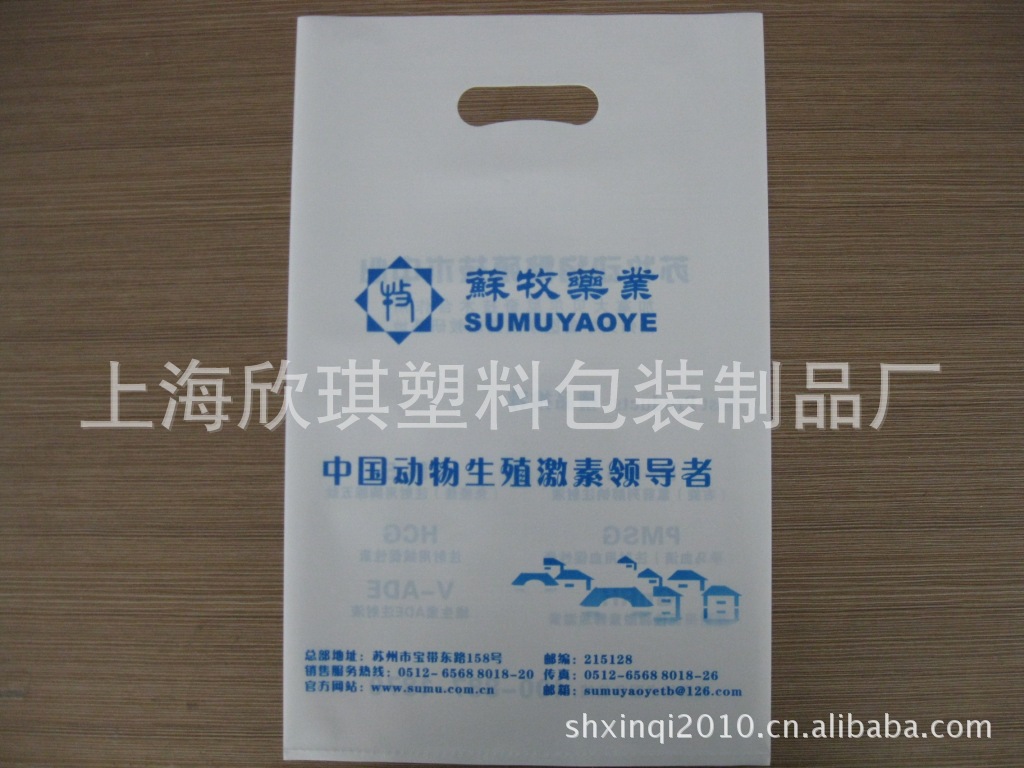 蘇牧藥業
牧
SUMUYAOYE
上海欣琪塑料包装制品厂
中国动物生殖激素领导者
HCG
PMSG
V-ADE
总部地址：苏州市宝带东路158号 邮编：215128
销售服务热线：0512-6568 8018-20 传真：0512-6568 8018-26
官方网站：www.sumu.com.cn 邮箱：sumuyaoyetb@126.com
shxinqi2010.cn.alibaba.com